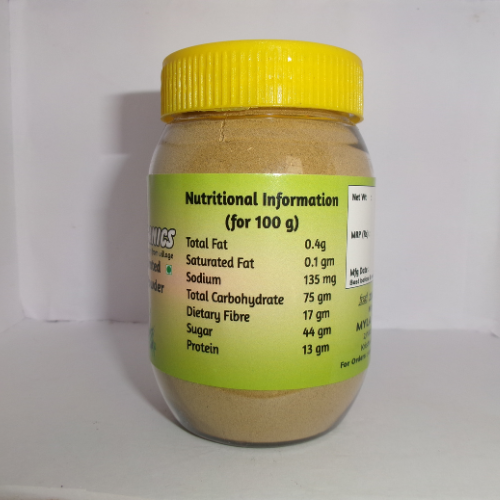 Nutritional Information
(for 100 g)
Total Fat 0.4g
Saturated Fat 0.1 gm
Sodium 135 mg
Total Carbohydrate 75 gm
Dietary Fibre 17 gm
Sugar 44 gm
Protein 13 gm
Net Wt
MRP (Rs
Mfg Date
For Orders